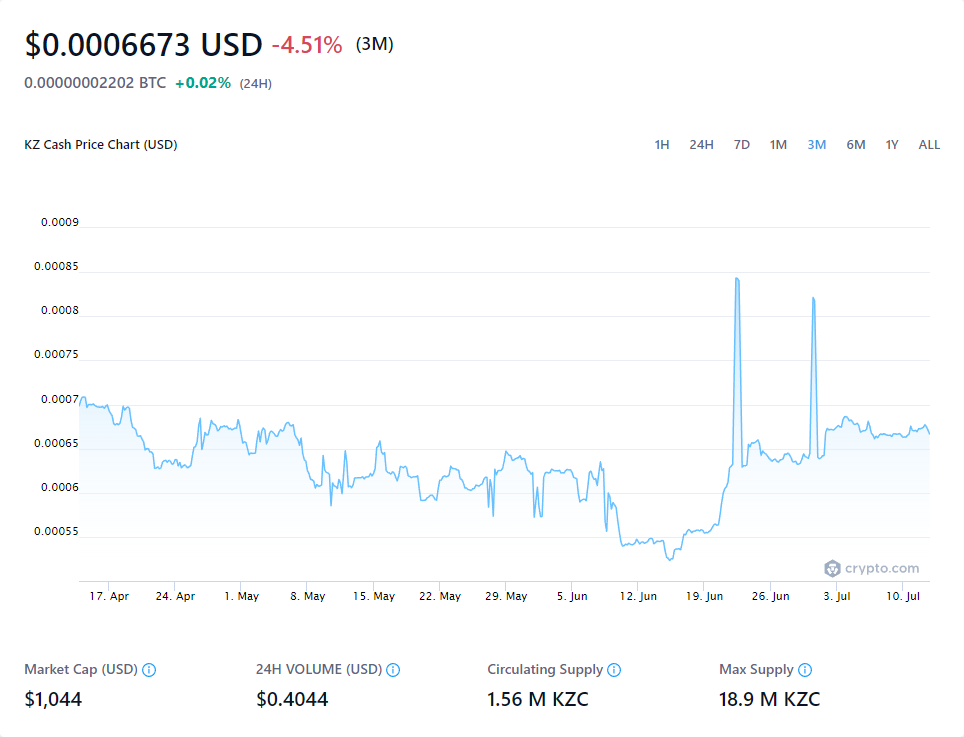 $0.0006673 USD -4.51% (3M)
0.00000002202 BTC +0.02% (24H)
KZ Cash Price Chart (USD) 1H 24H 7D 1M 3M 6M 1Y ALL
0.0009
0.00085
0.0008
0.00075
0.0007
0.00065
0.0006
0.00055
crypto.com
17. Apr 24. Apr 1. May 8. May 15. May 22. May 29. May 5. Jun 12. Jun 19. Jun 26. Jun 3. Jul 10. Jul
Market Cap (USD) 24H VOLUME (USD) Circulating Supply Max Supply
$1,044 $0.4044 1.56 M KZC 18.9 M KZC